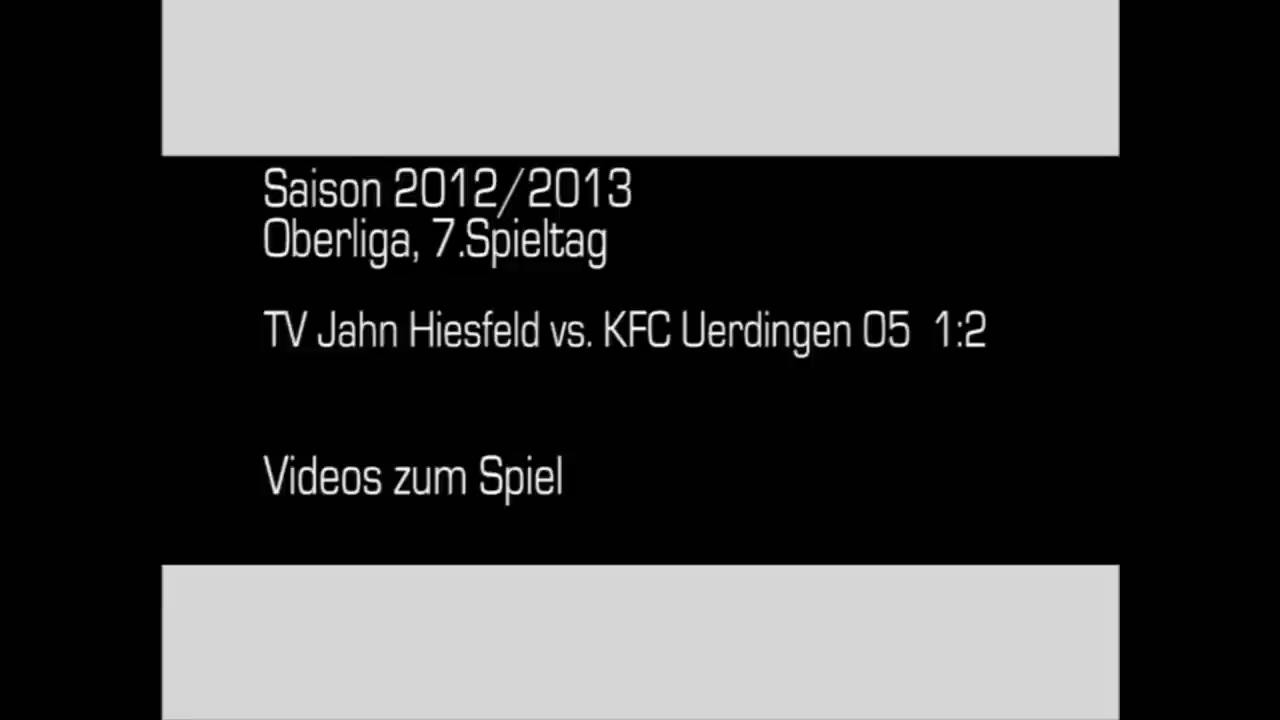 Saison 2012/2013
Oberliga, 7.Spieltag
TV Jahn Hiesfeld vs. KFC Uerdingen 05 1:2
Videos zum Spiel